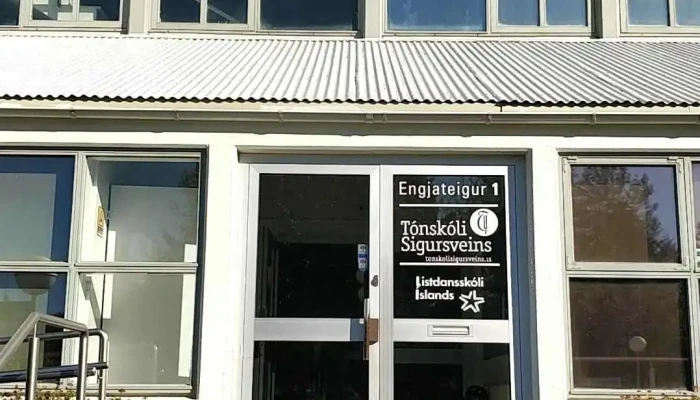 Engjateigur 1
Tónskóli
Sigursveins
tonskolisigursveins.is
Listdansskóli
Íslands